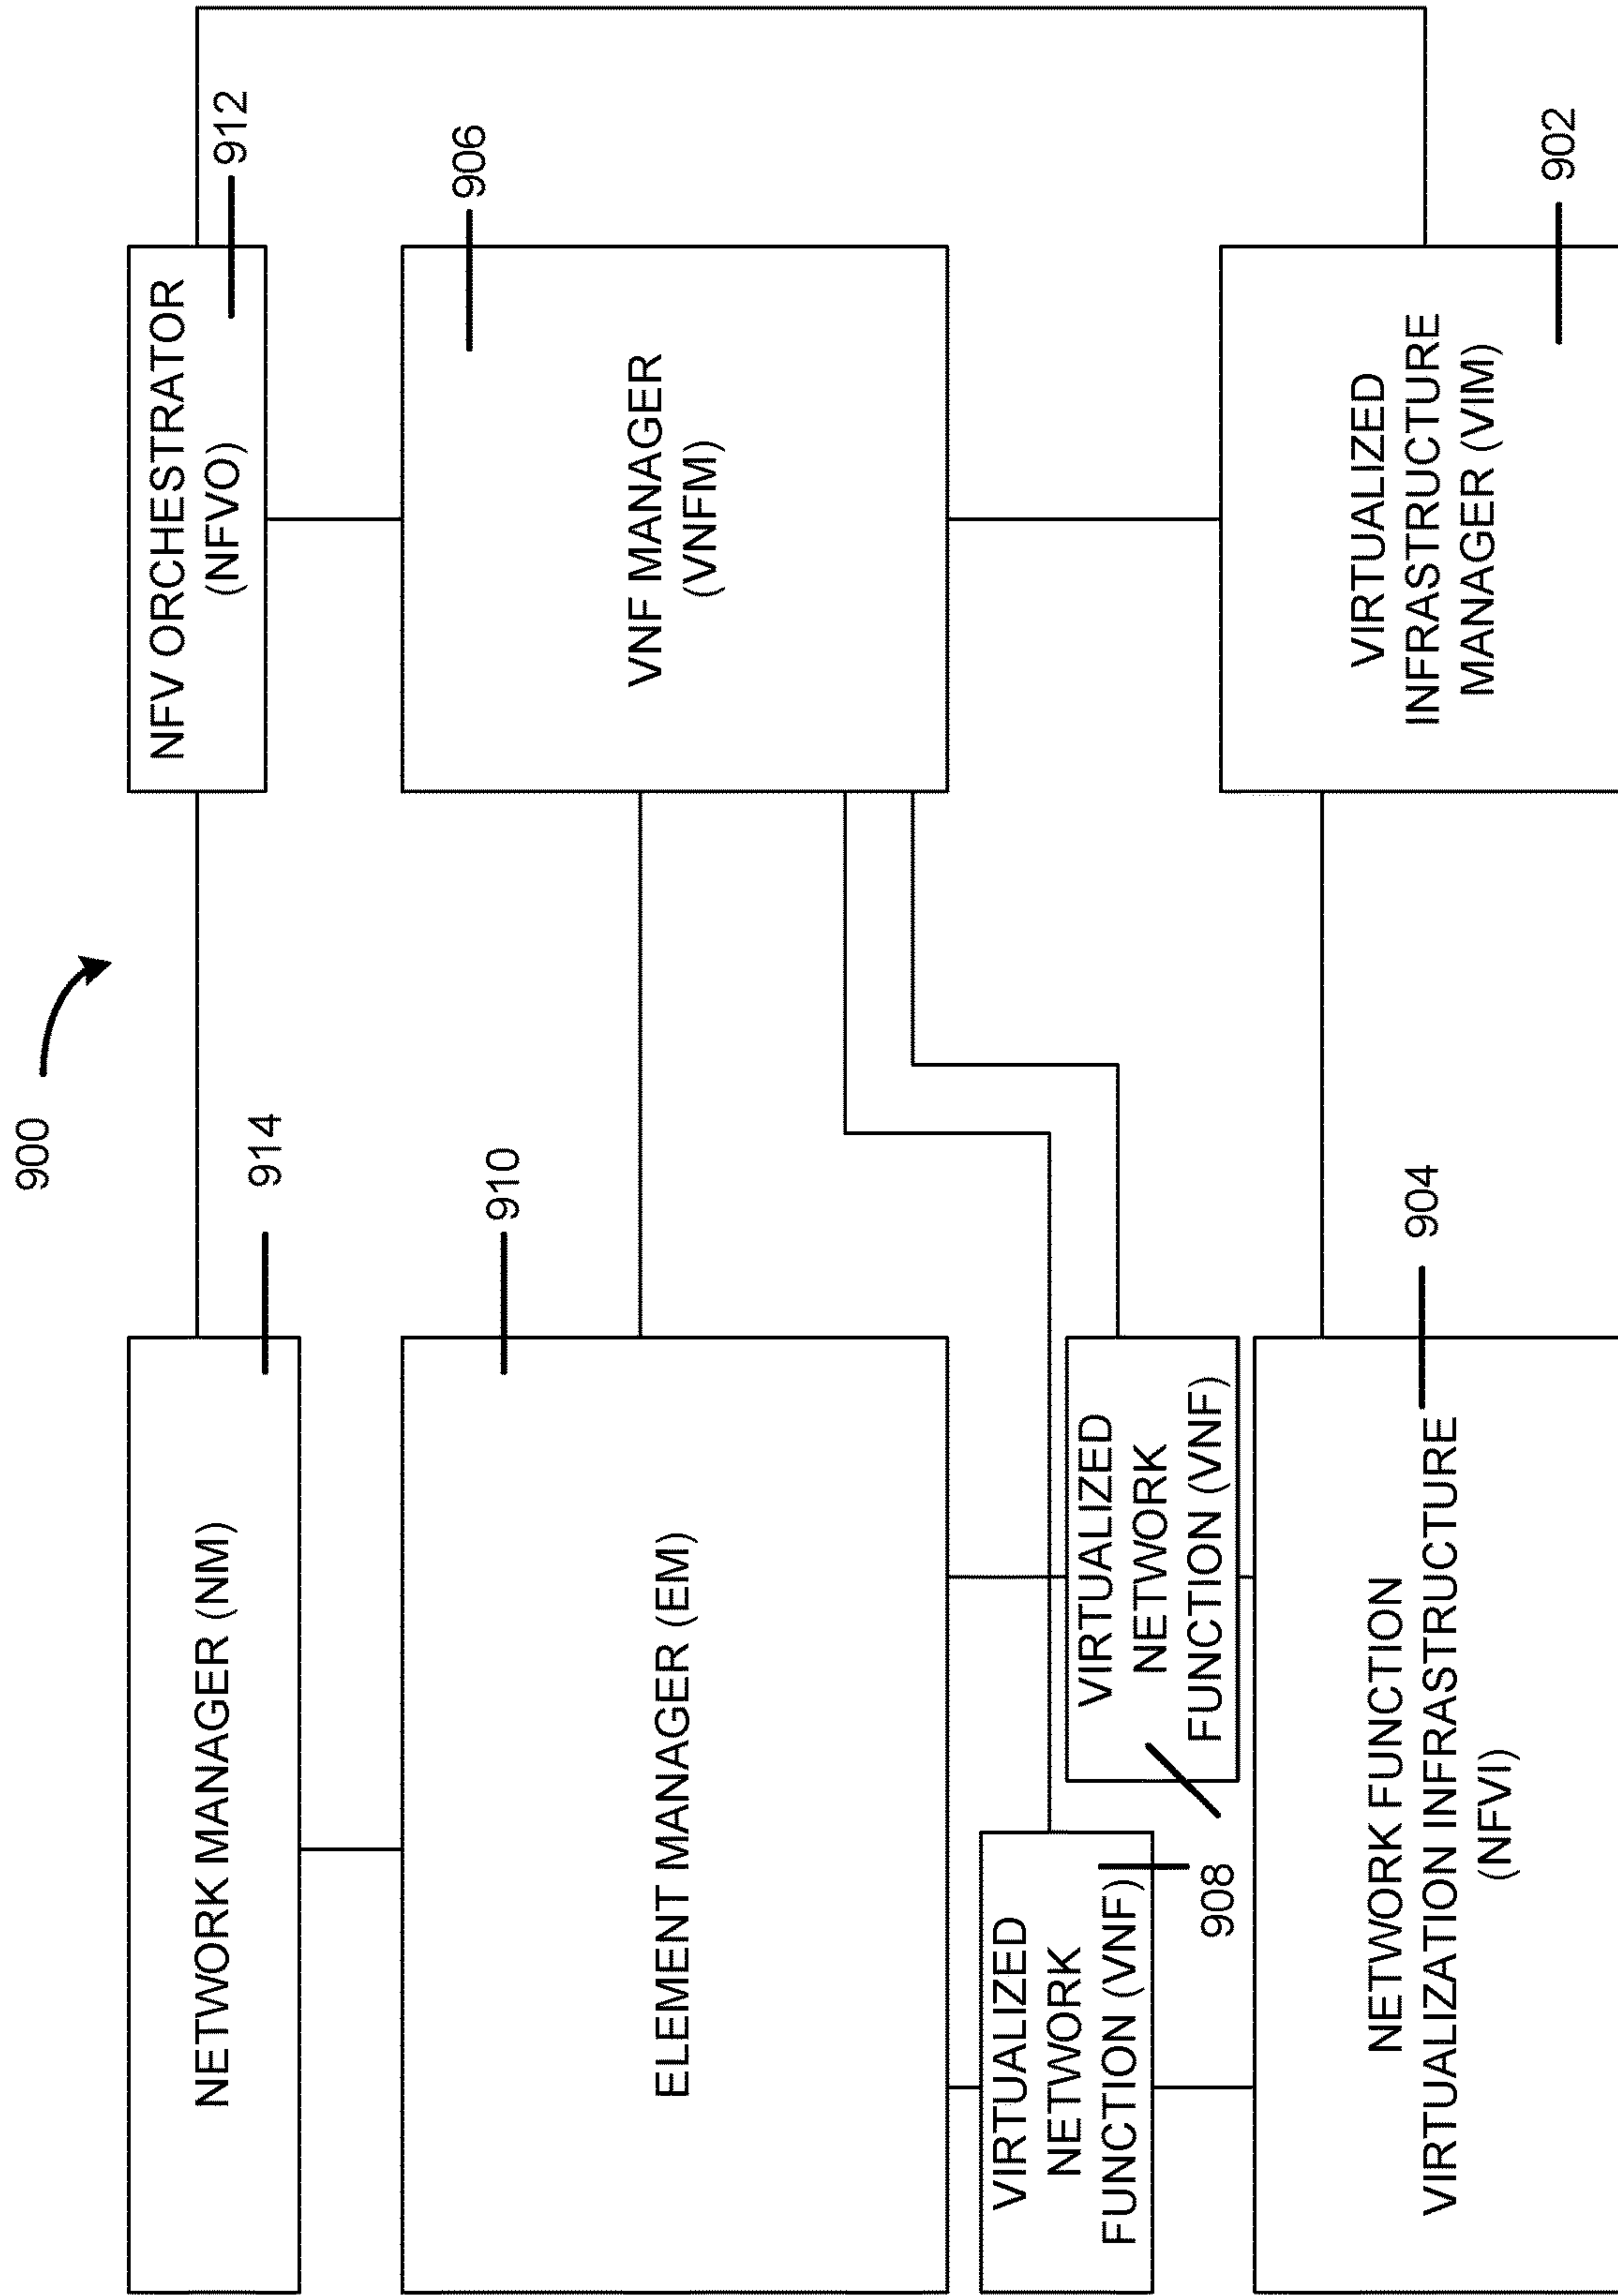 900
NETWORK MANAGER (NM)
914
NFV ORCHESTRATOR
(NFVO)
912
ELEMENT MANAGER (EM)
910
VNF MANAGER
(VNFM)
906
VIRTUALIZED
NETWORK
FUNCTION (VNF)
VIRTUALIZED
NETWORK
FUNCTION (VNF)
908
NETWORK FUNCTION
VIRTUALIZATION INFRASTRUCTURE
(NFVI)
904
VIRTUALIZED
INFRASTRUCTURE
MANAGER (VIM)
902